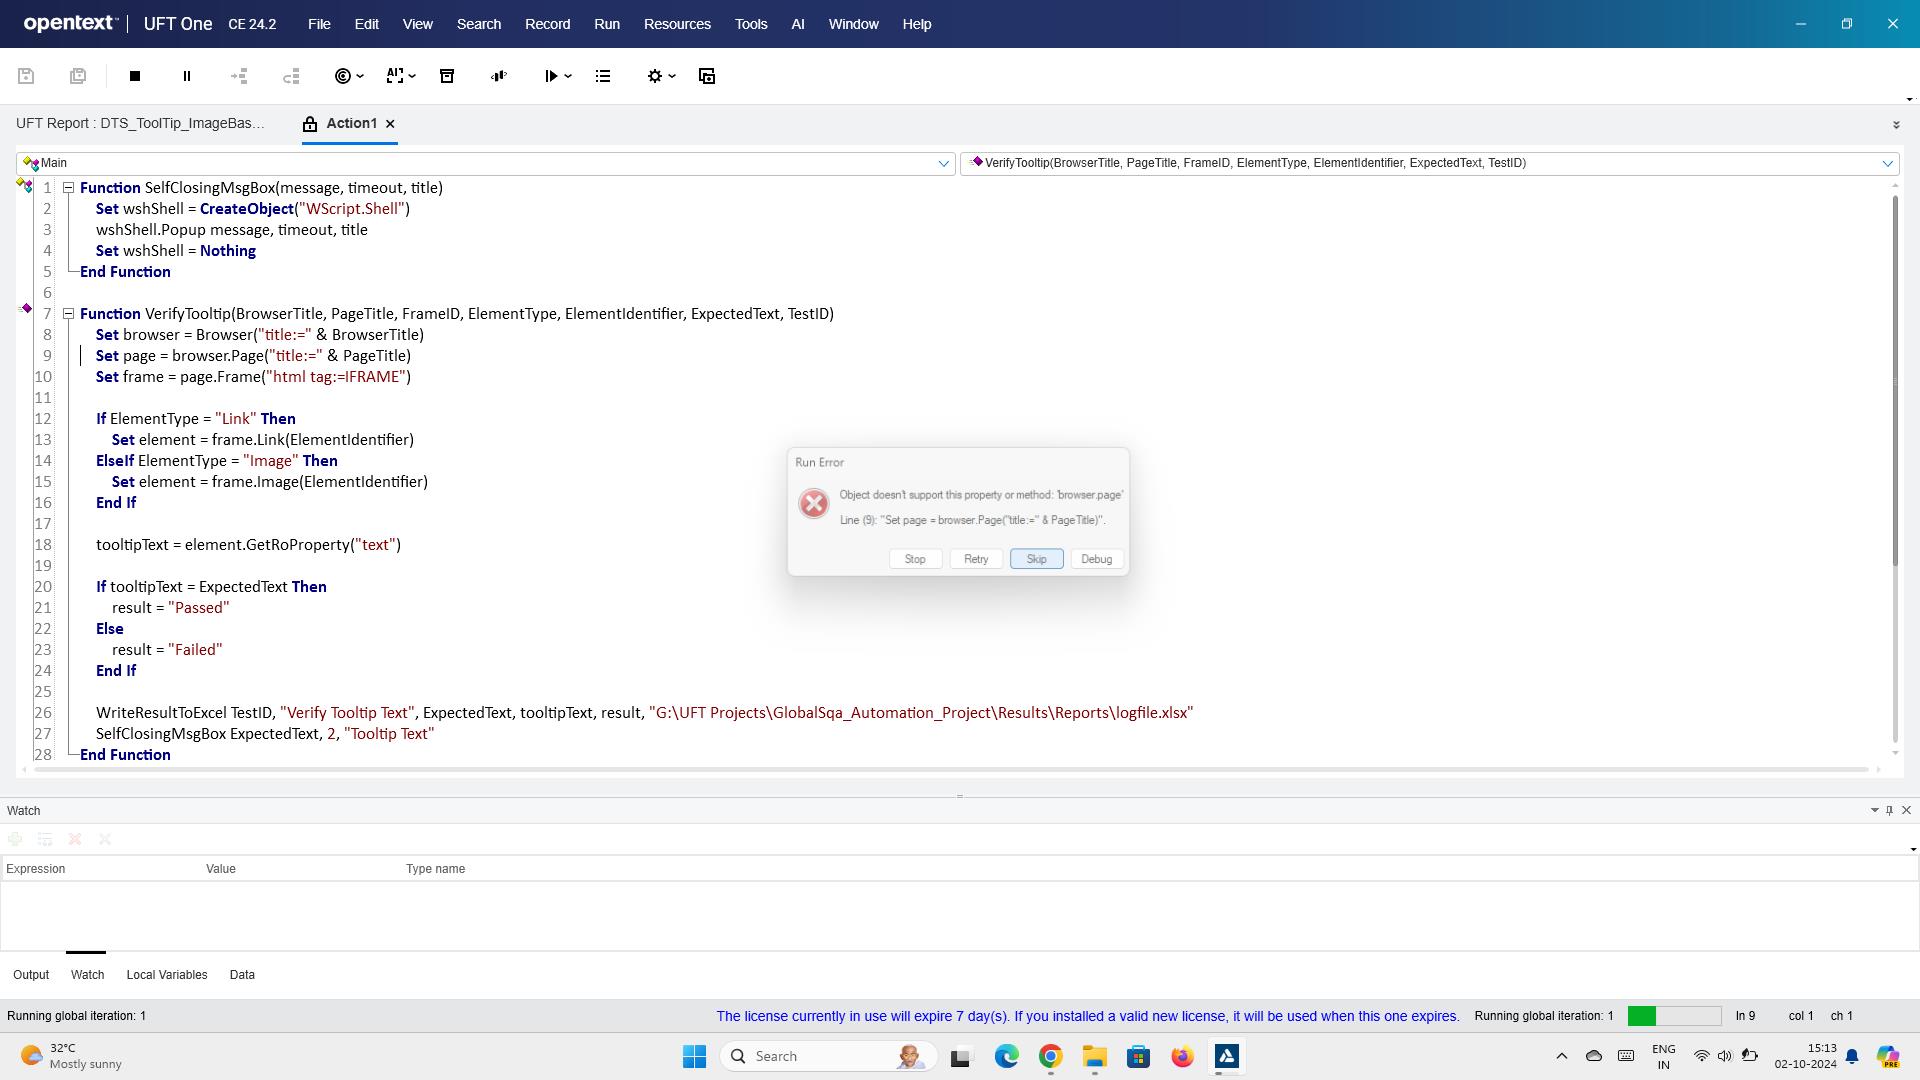 opentext™ | UFT One CE 24.2 File Edit View Search Record Run Resources Tools AI Window Help
UFT Report : DTS_ToolTip_ImageBas...
Action1
Main
VerifyTooltip(BrowserTitle, PageTitle, FrameID, ElementType, ElementIdentifier, ExpectedText, TestID)
1 Function SelfClosingMsgBox(message, timeout, title)
2 Set wshShell = CreateObject("WScript.Shell")
3 wshShell.Popup message, timeout, title
4 Set wshShell = Nothing
5 End Function
6
7 Function VerifyTooltip(BrowserTitle, PageTitle, FrameID, ElementType, ElementIdentifier, ExpectedText, TestID)
8 Set browser = Browser("title:=" & BrowserTitle)
9 Set page = browser.Page("title:=" & PageTitle)
10 Set frame = page.Frame("html tag:=IFRAME")
11
12 If ElementType = "Link" Then
13 Set element = frame.Link(ElementIdentifier)
14 ElseIf ElementType = "Image" Then
15 Set element = frame.Image(ElementIdentifier)
16 End If
17
18 tooltipText = element.GetRoProperty("text")
19
20 If tooltipText = ExpectedText Then
21 result = "Passed"
22 Else
23 result = "Failed"
24 End If
25
26 WriteResultToExcel TestID, "Verify Tooltip Text", ExpectedText, tooltipText, result, "G:\UFT Projects\GlobalSqa_Automation_Project\Results\Reports\logfile.xlsx"
27 SelfClosingMsgBox ExpectedText, 2, "Tooltip Text"
28 End Function
Run Error
Object doesn't support this property or method: 'browser.page'
Line (9): "Set page = browser.Page("title:=" & PageTitle)".
Stop Retry Skip Debug
Watch
Expression Value Type name
Output Watch Local Variables Data
Running global iteration: 1
The license currently in use will expire 7 day(s). If you installed a valid new license, it will be used when this one expires.
Running global iteration: 1
ln 9 col 1 ch 1
32°C
Mostly sunny
Search
ENG
IN
15:13
02-10-2024
PRE